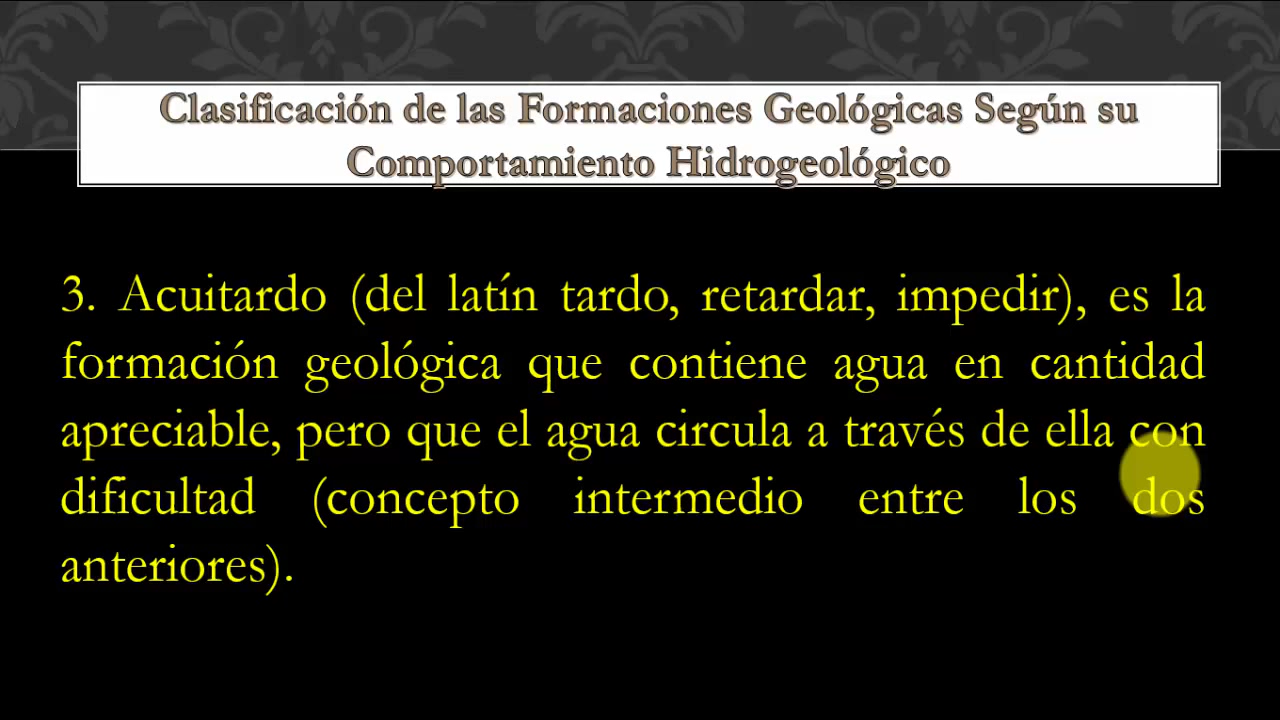 Clasificación de las Formaciones Geológicas Según su
Comportamiento Hidrogeológico
3. Acuitardo (del latín tardo, retardar, impedir), es la
formación geológica que contiene agua en cantidad
apreciable, pero que el agua circula a través de ella con
dificultad (concepto intermedio entre los dos
anteriores).